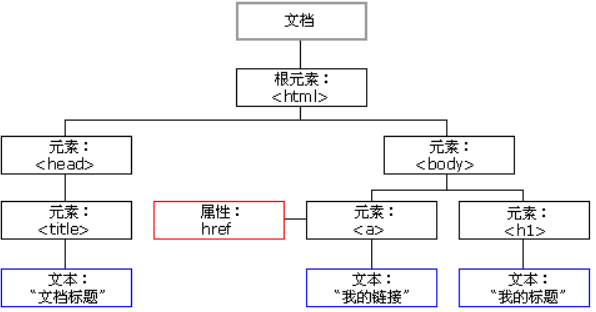 文档
根元素：
<html>
元素：
<head>
元素：
<body>
元素：
<title>
属性：
href
元素：
<a>
元素：
<h1>
文本：
“文档标题”
文本：
“我的链接”
文本：
“我的标题”